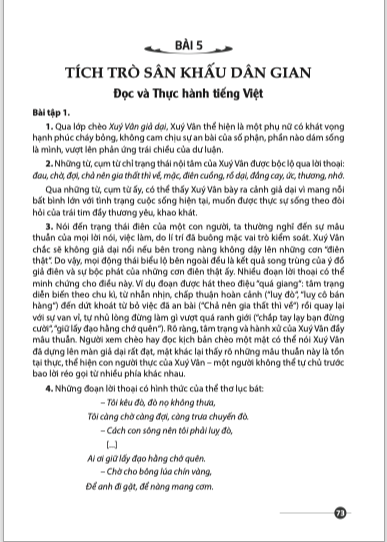 BÀI 5
TÍCH TRÒ SÂN KHẤU DÂN GIAN
Đọc và Thực hành tiếng Việt
Bài tập 1.
1. Qua lớp chèo Xuý Vân giả dại, Xuý Vân thể hiện là một phụ nữ có khát vọng
hạnh phúc cháy bỏng, không cam chịu sự an bài của số phận, phần nào dám sống
là mình, vượt lên phản ứng trái chiều của dư luận.
2. Những từ, cụm từ chỉ trạng thái nội tâm của Xuý Vân được bộc lộ qua lời thoại:
đau, chờ, đợi, chả nên gia thất thì về, mặc, điên cuồng, rồ dại, đắng cay, ức, thương, nhớ.
Qua những từ, cụm từ ấy, có thể thấy Xuý Vân bày ra cảnh giả dại vì mang nỗi
bất bình lớn với tình trạng cuộc sống hiện tại, muốn được thực sự sống theo đòi
hỏi của trái tim đầy thương yêu, khao khát.
3. Nói đến trạng thái điên của một con người, ta thường nghĩ đến sự mâu
thuẫn của mọi lời nói, việc làm, do lí trí đã buông mặc vai trò kiểm soát. Xuý Vân
chắc sẽ không giả dại nổi nếu bên trong nàng không dậy lên những cơn "điên
thật". Do vậy, mọi động thái biểu lộ bên ngoài đều là kết quả song trùng của ý đồ
giả điên và sự bộc phát của những cơn điên thật ấy. Nhiều đoạn lời thoại có thể
minh chứng cho điều này. Ví dụ đoạn được hát theo điệu "quá giang": tâm trạng
diễn biến theo chu kì, từ nhẫn nhịn, chấp thuận hoàn cảnh ("luỵ đò", "luỵ cô bán
hàng") đến dứt khoát từ bỏ việc đã an bài ("Chả nên gia thất thì về") rồi quay lại
với sự van vỉ, tự nhủ lòng đừng làm gì vượt quá ranh giới ("chắp tay lạy bạn đừng
cười", "giữ lấy đạo hằng chớ quên"). Rõ ràng, tâm trạng và hành xử của Xuý Vân đầy
mâu thuẫn. Người xem chèo hay đọc kịch bản chèo một mặt có thể nói Xuý Vân
đã dựng lên màn giả dại rất đạt, mặt khác lại thấy rõ những mâu thuẫn này là tồn
tại thực, thể hiện con người thực của Xuý Vân – một người không thể tự chủ trước
bao lời réo gọi từ nhiều phía khác nhau.
4. Những đoạn lời thoại có hình thức của thể thơ lục bát:
– Tôi kêu đò, đò nọ không thưa,
Tôi càng chờ càng đợi, càng trưa chuyến đò.
– Cách con sông nên tôi phải luỵ đò,
[...]
Ai ơi giữ lấy đạo hằng chớ quên.
– Chờ cho bông lúa chín vàng,
Để anh đi gặt, để nàng mang cơm.
73